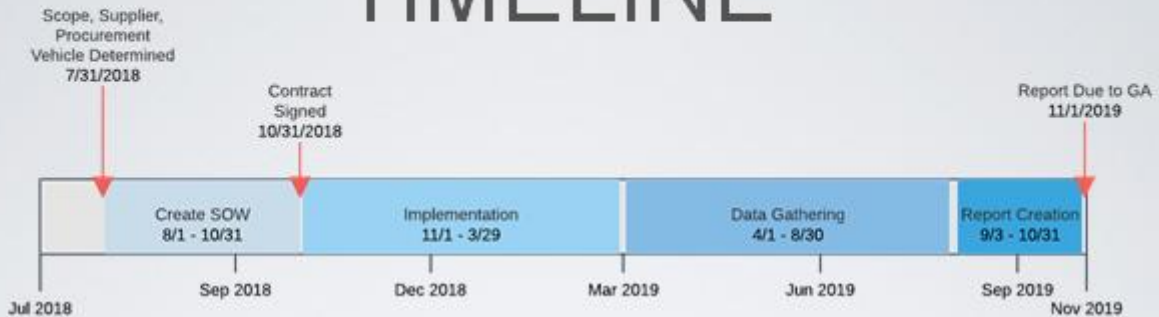 TIMELINE
Scope, Supplier,
Procurement
Vehicle Determined
7/31/2018
Contract
Signed
10/31/2018
Report Due to GA
11/1/2019
Create SOW
8/1 - 10/31
Implementation
11/1 - 3/29
Data Gathering
4/1 - 8/30
Report Creation
9/3 - 10/31
Jul 2018
Sep 2018
Dec 2018
Mar 2019
Jun 2019
Sep 2019
Nov 2019